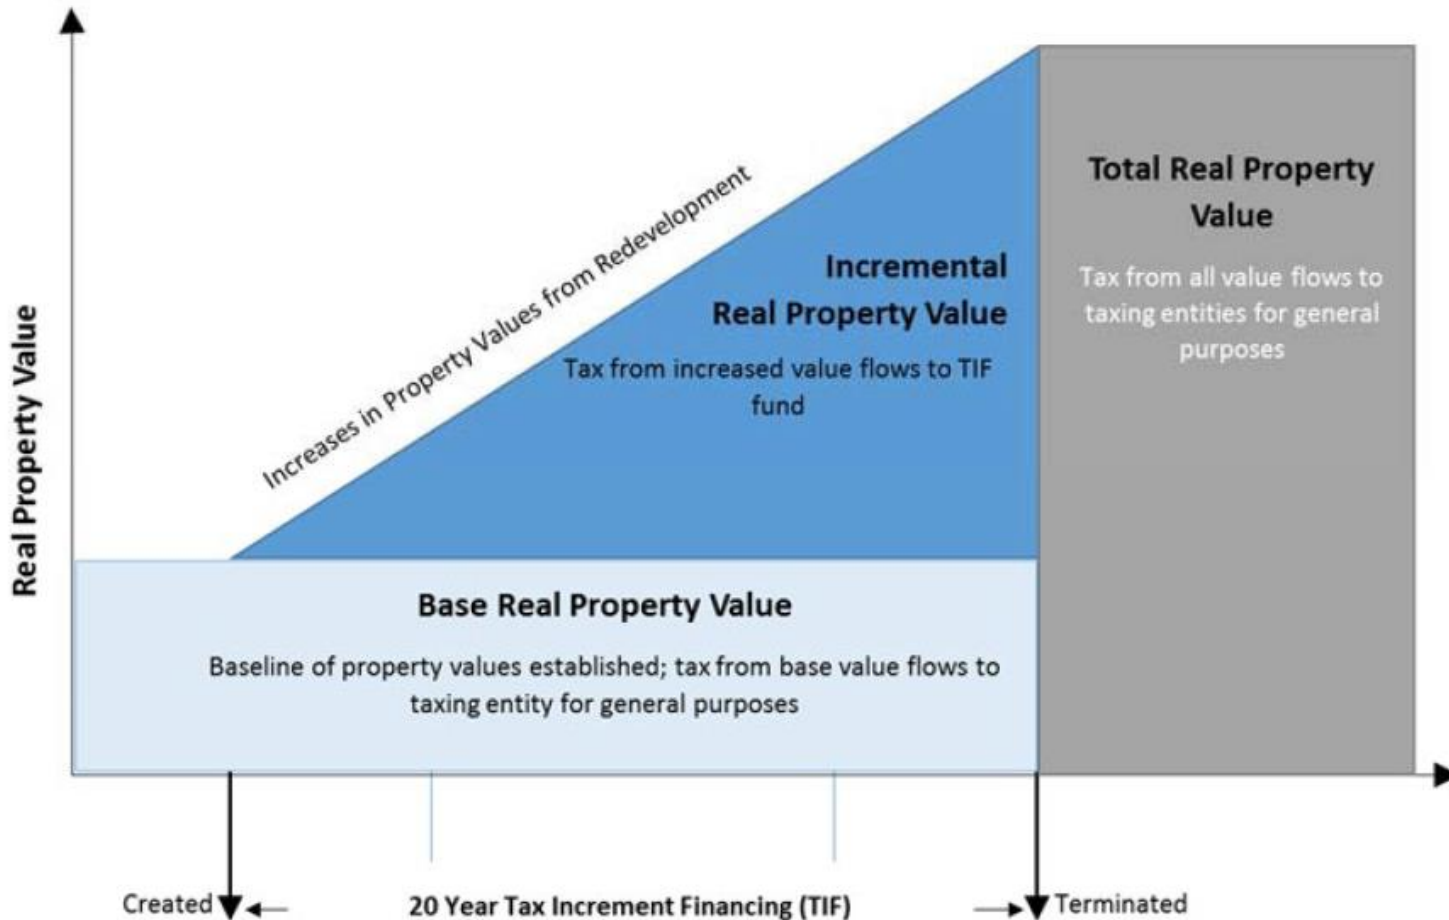 Real Property Value
Increases in Property Values from Redevelopment
Incremental
Real Property Value
Tax from increased value flows to TIF
fund
Total Real Property
Value
Tax from all value flows to
taxing entities for general
purposes
Base Real Property Value
Baseline of property values established; tax from base value flows to
taxing entity for general purposes
Created
20 Year Tax Increment Financing (TIF)
Terminated